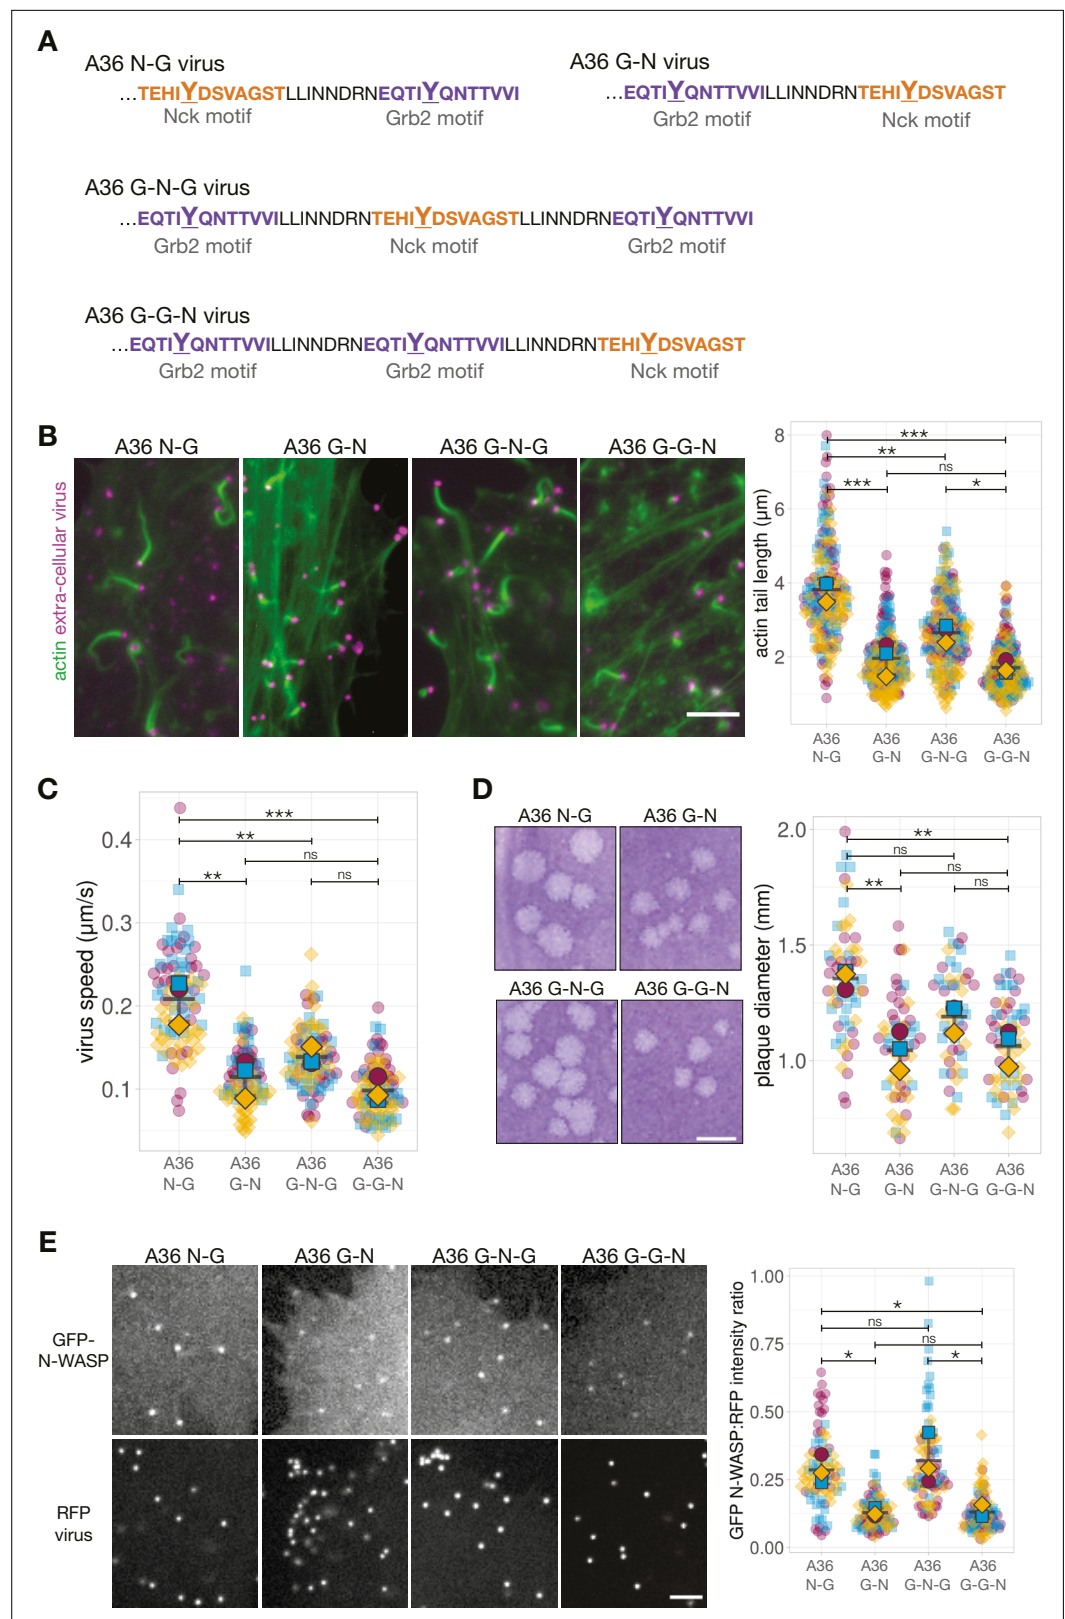 A
A36 N-G virus
...TEHIYDSVAGSTLLINNDRNEQTIYQNTTVVI
Nck motif
Grb2 motif
A36 G-N virus
...EQTIYQNTTVVILLINNDRNTEHIYDSVAGST
Grb2 motif
Nck motif
A36 G-N-G virus
...EQTIYQNTTVVILLINNDRNTEHIYDSVAGSTLLINNDRNEQTIYQNTTVVI
Grb2 motif
Nck motif
Grb2 motif
A36 G-G-N virus
...EQTIYQNTTVVILLINNDRNEQTIYQNTTVVILLINNDRNTEHIYDSVAGST
Grb2 motif
Grb2 motif
Nck motif
B
A36 N-G
A36 G-N
A36 G-N-G
A36 G-G-N
actin extra-cellular virus
actin tail length (μm)
8
6
4
2
***
**
ns
***
*
A36
N-G
A36
G-N
A36
G-N-G
A36
G-G-N
C
virus speed (μm/s)
0.4
0.3
0.2
0.1
***
**
ns
**
ns
A36
N-G
A36
G-N
A36
G-N-G
A36
G-G-N
D
A36 N-G
A36 G-N
A36 G-N-G
A36 G-G-N
plaque diameter (mm)
2.0
1.5
1.0
**
ns
ns
**
ns
A36
N-G
A36
G-N
A36
G-N-G
A36
G-G-N
E
A36 N-G
A36 G-N
A36 G-N-G
A36 G-G-N
GFP-
N-WASP
RFP
virus
GFP N-WASP:RFP intensity ratio
1.00
0.75
0.50
0.25
0.00
*
ns
ns
*
*
A36
N-G
A36
G-N
A36
G-N-G
A36
G-G-N